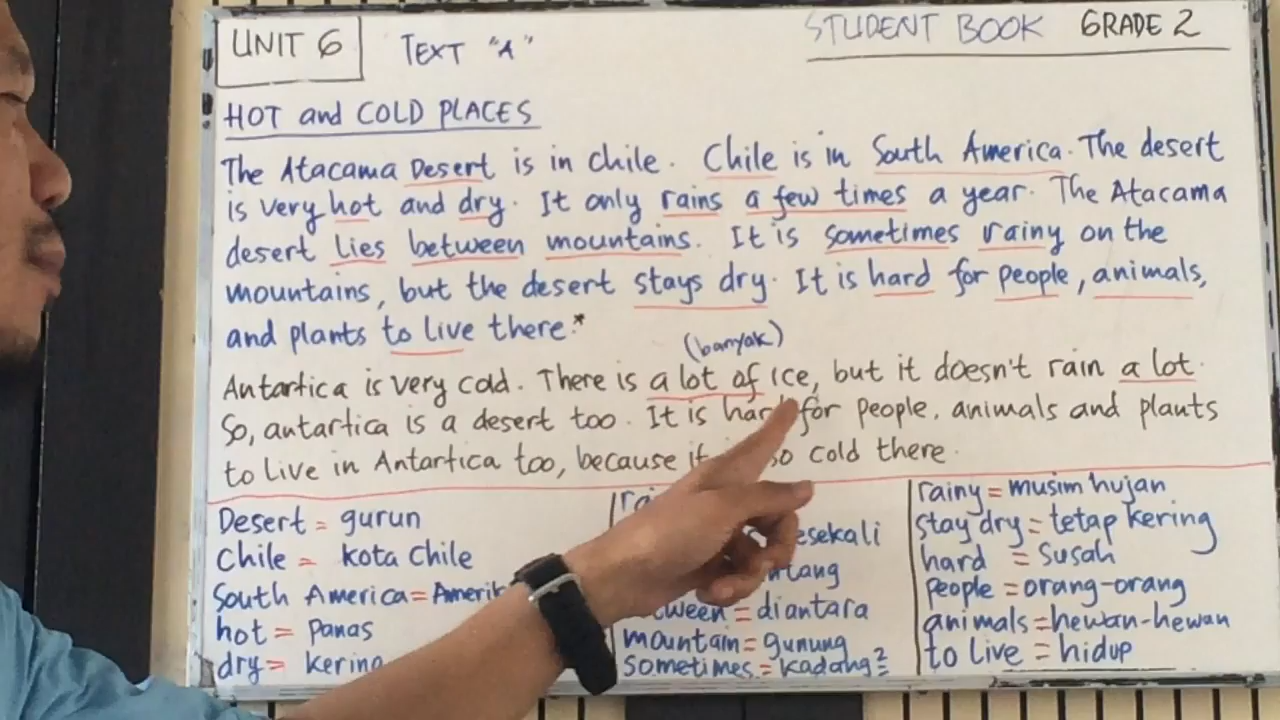 UNIT 6
TEXT "A"
STUDENT BOOK GRADE 2
HOT and COLD PLACES
The Atacama Desert is in chile. Chile is in South America. The desert
is very hot and dry. It only rains a few times a year. The Atacama
desert lies between mountains. It is sometimes rainy on the
mountains, but the desert stays dry. It is hard for people, animals,
and plants to live there.*
(banyak)
Antartica is very cold. There is a lot of ice, but it doesn't rain a lot.
So, antartica is a desert too. It is hard for people, animals and plants
to live in Antartica too, because it so cold there.
Desert = gurun
Chile = kota Chile
South America = Amerik
hot = panas
dry = kering
esekali
ntang
tween = diantara
mountain = gunung
sometimes = kadang2
rainy = musim hujan
stay dry = tetap kering
hard = susah
people = orang-orang
animals = hewan-hewan
to live = hidup